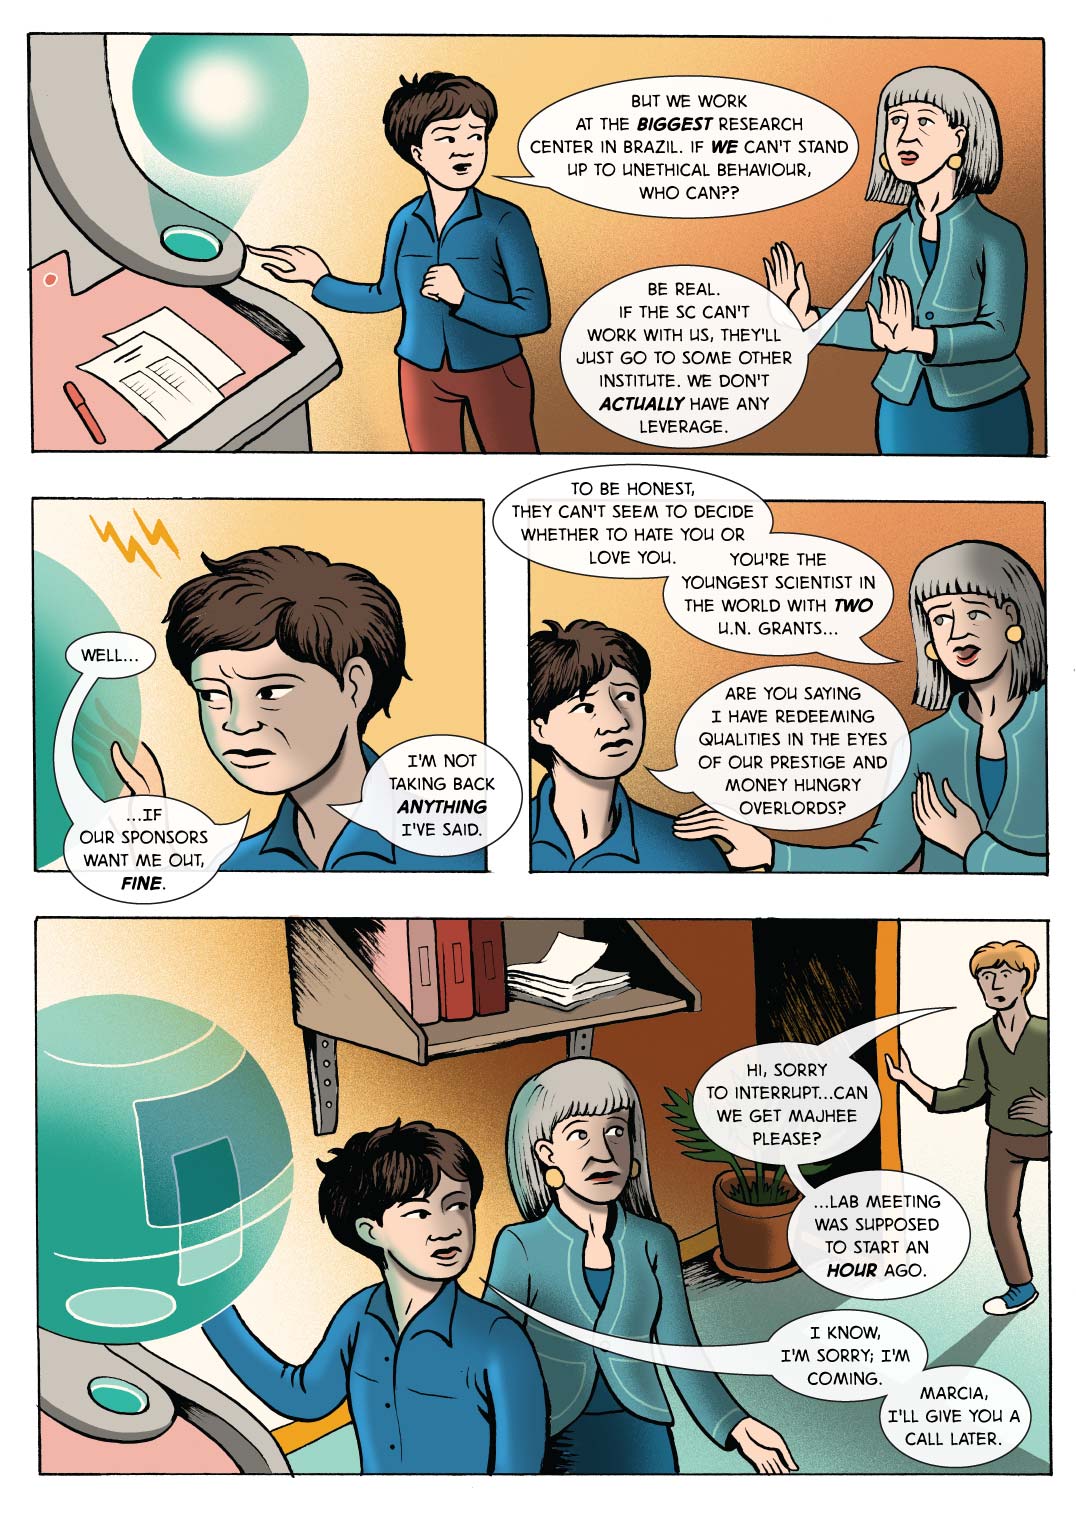 BUT WE WORK
AT THE BIGGEST RESEARCH
CENTER IN BRAZIL. IF WE CAN'T STAND
UP TO UNETHICAL BEHAVIOUR,
WHO CAN??
BE REAL.
IF THE SC CAN'T
WORK WITH US, THEY'LL
JUST GO TO SOME OTHER
INSTITUTE. WE DON'T
ACTUALLY HAVE ANY
LEVERAGE.
WELL...
...IF
OUR SPONSORS
WANT ME OUT,
FINE.
I'M NOT
TAKING BACK
ANYTHING
I'VE SAID.
TO BE HONEST,
THEY CAN'T SEEM TO DECIDE
WHETHER TO HATE YOU OR
LOVE YOU.
YOU'RE THE
YOUNGEST SCIENTIST IN
THE WORLD WITH TWO
U.N. GRANTS...
ARE YOU SAYING
I HAVE REDEEMING
QUALITIES IN THE EYES
OF OUR PRESTIGE AND
MONEY HUNGRY
OVERLORDS?
HI, SORRY
TO INTERRUPT...CAN
WE GET MAJHEE
PLEASE?
...LAB MEETING
WAS SUPPOSED
TO START AN
HOUR AGO.
I KNOW,
I'M SORRY; I'M
COMING.
MARCIA,
I'LL GIVE YOU A
CALL LATER.